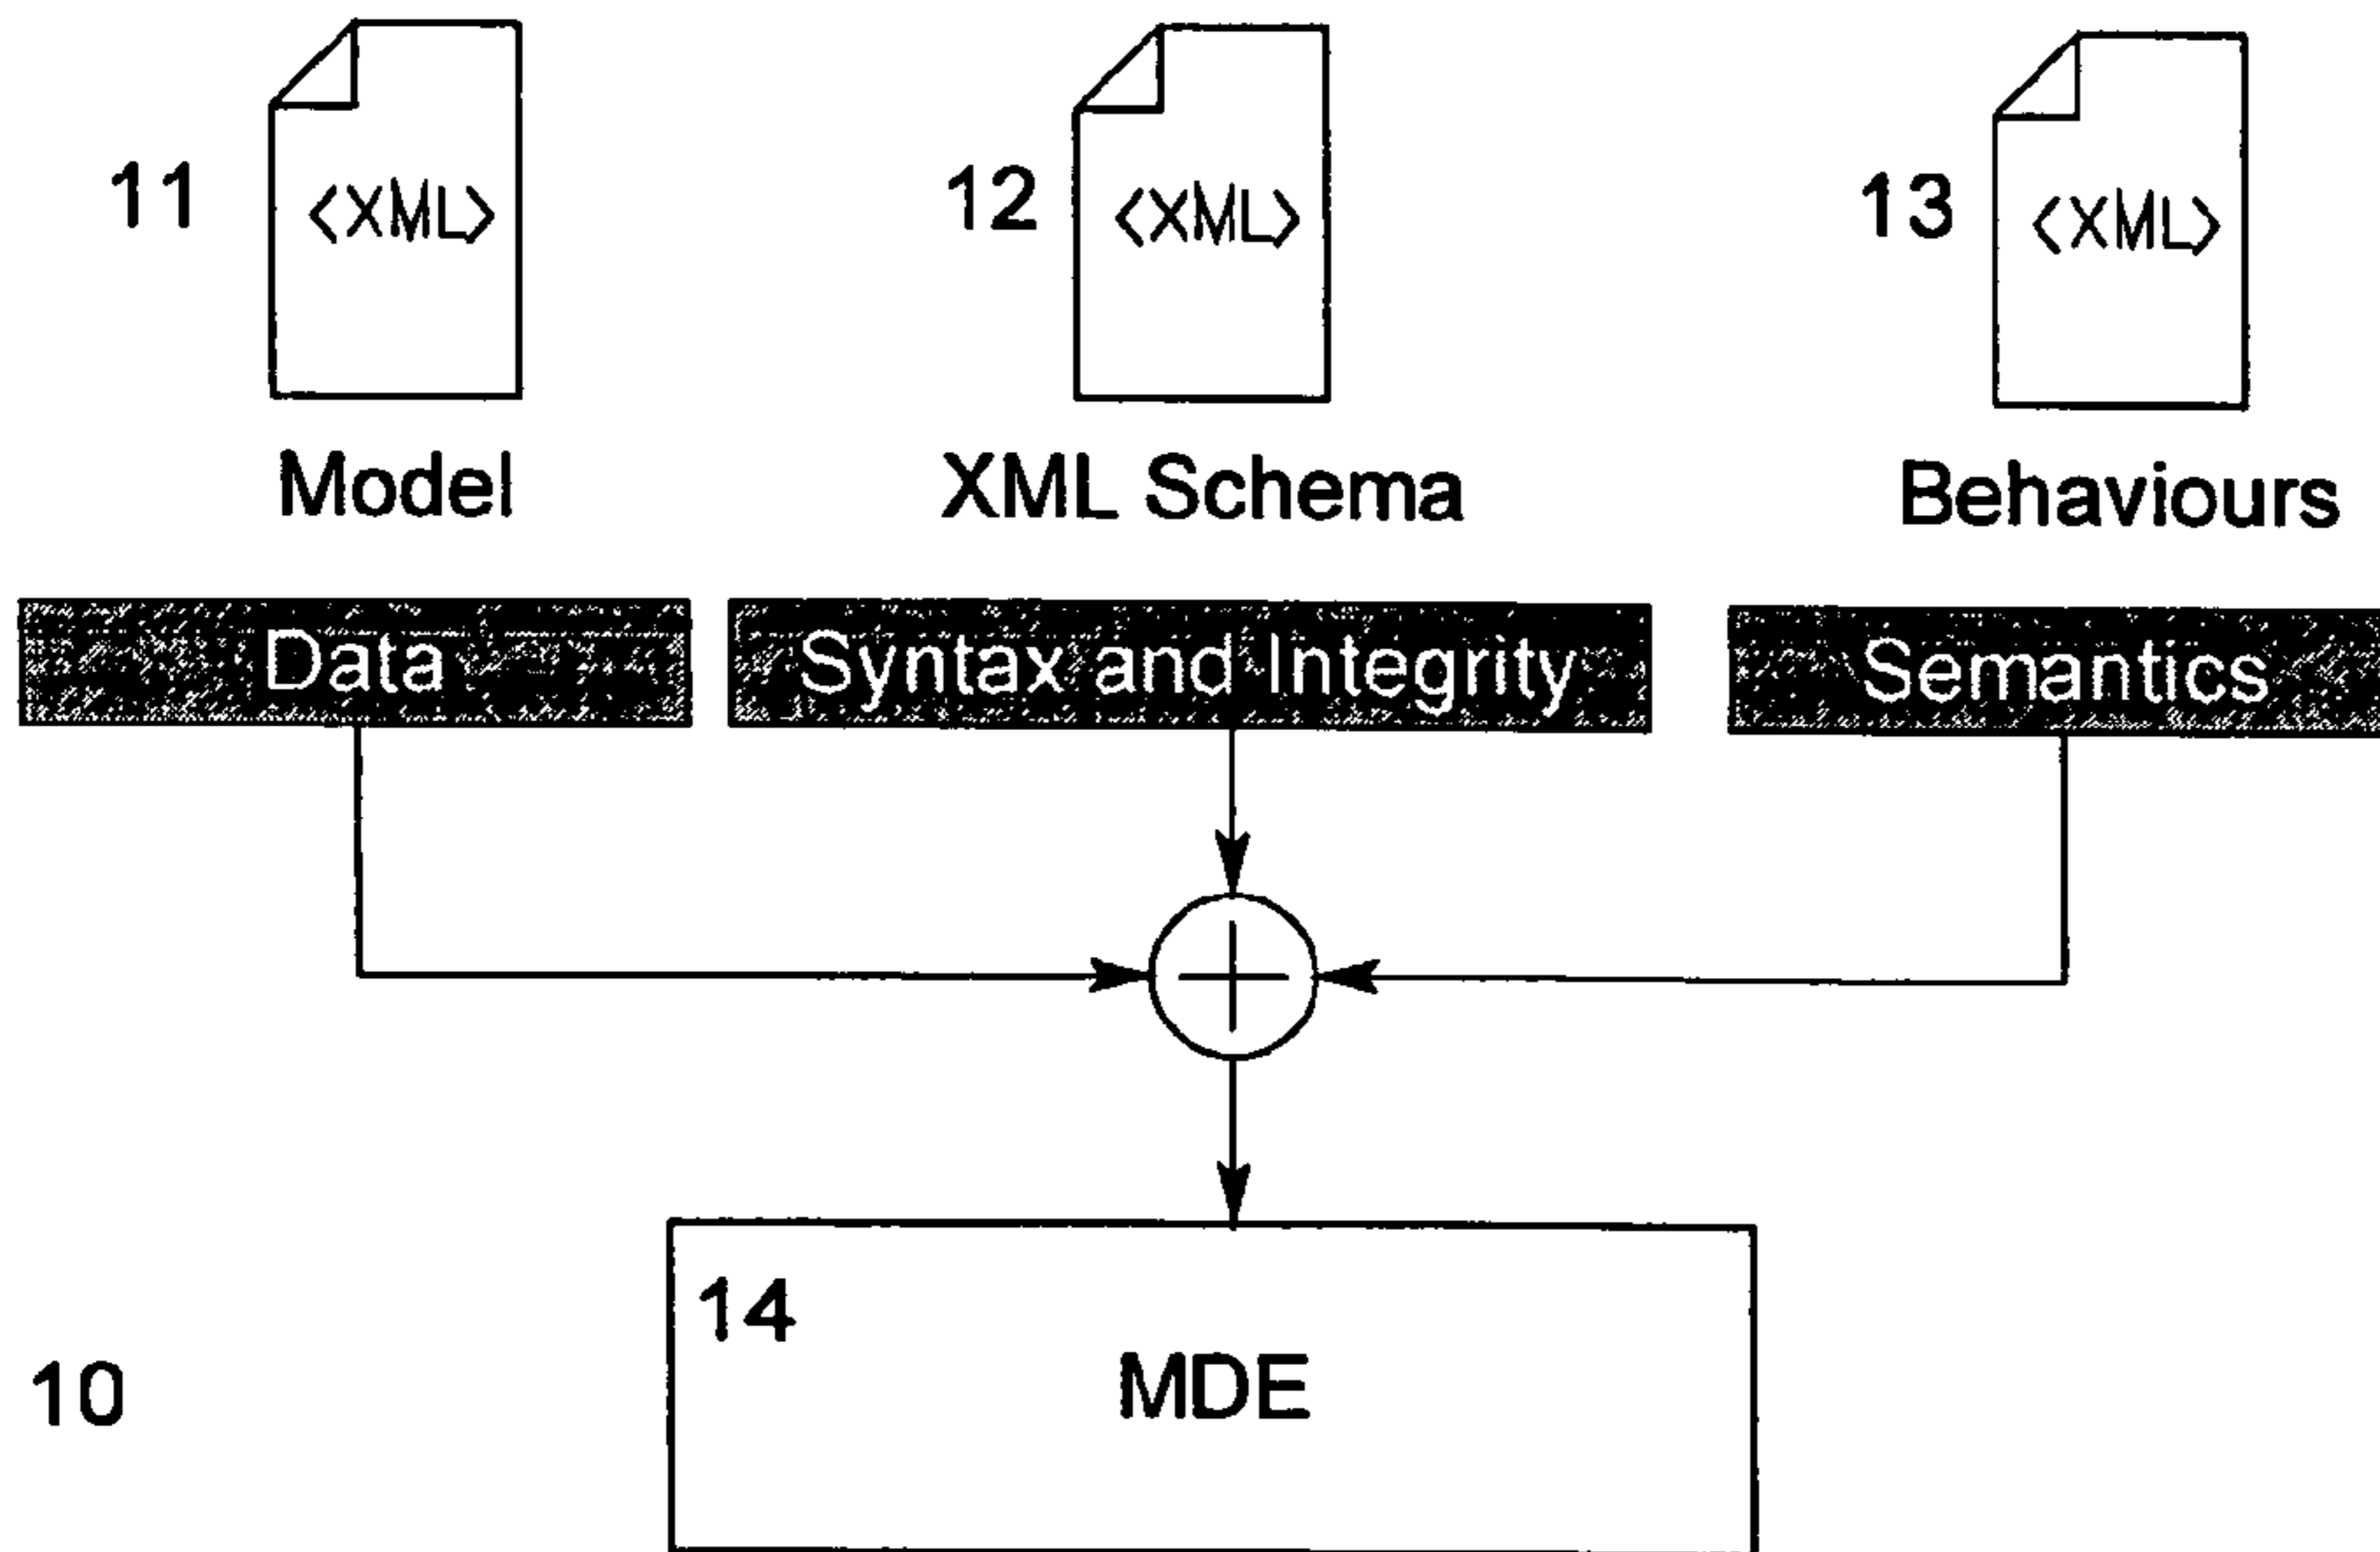 11
<XML>
12
<XML>
13
<XML>
Model
XML Schema
Behaviours
Data
Syntax and Integrity
Semantics
14
MDE
10